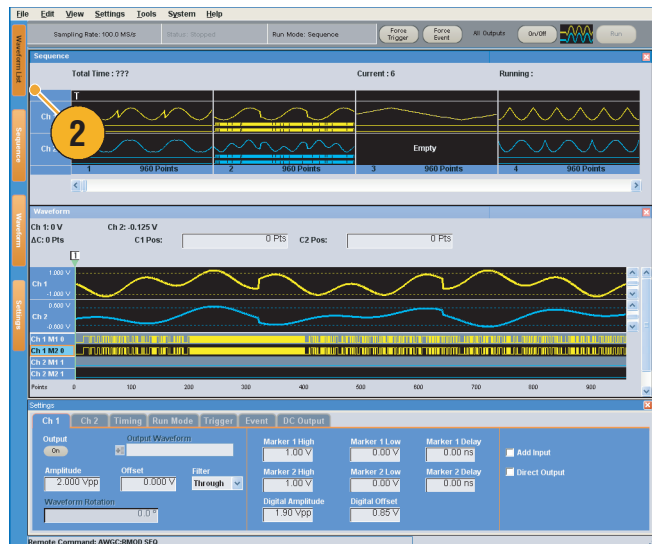 File Edit View Settings Tools System Help
Sampling Rate: 100.0 MS/s Status: Stopped Run Mode: Sequence Force Trigger Force Event All Outputs On/Off Run
Waveform List
Sequence
Waveform
Settings
Sequence
Total Time : ??? Current : 6 Running :
T
Ch
2
Ch
Empty
1 960 Points 2 960 Points 3 960 Points 4 960 Points
Waveform
Ch 1: 0 V Ch 2: -0.125 V
ΔC: 0 Pts C1 Pos: 0 Pts C2 Pos: 0 Pts
1
1.000 V
Ch 1
-1.000 V
0.600 V
Ch 2
-0.600 V
Ch 1 M1 0
Ch 1 M2 0
Ch 2 M1 1
Ch 2 M2 1
Points 0 100 200 300 400 500 600 700 800 900
Settings
Ch 1 Ch 2 Timing Run Mode Trigger Event DC Output
Output Output Waveform Marker 1 High Marker 1 Low Marker 1 Delay
On 1.00 V 0.00 V 0.00 ns Add Input
Amplitude Offset Filter Marker 2 High Marker 2 Low Marker 2 Delay Direct Output
2.000 Vpp 0.000 V Through 1.00 V 0.00 V 0.00 ns
Waveform Rotation Digital Amplitude Digital Offset
0.0 ° 1.90 Vpp 0.85 V
Remote Command: AWGC:RMOD SEQ